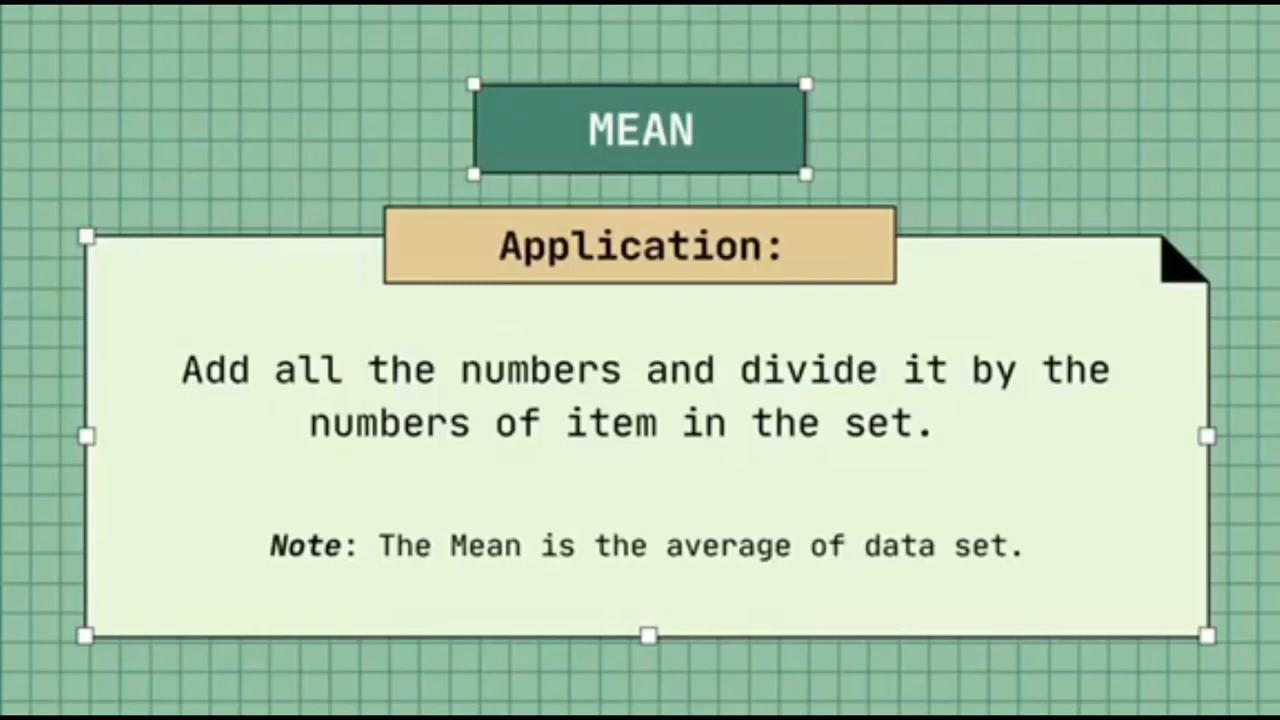 MEAN
Application:
Add all the numbers and divide it by the
numbers of item in the set.
Note: The Mean is the average of data set.